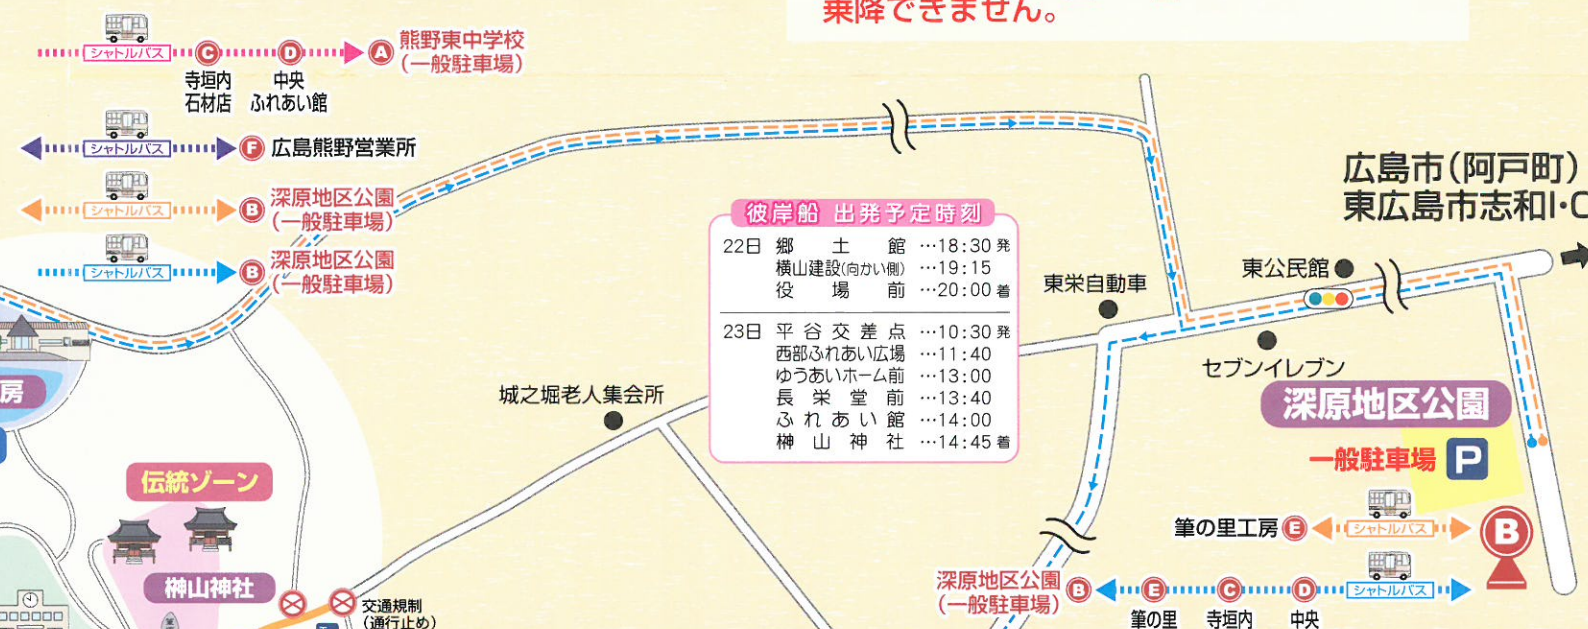 乗降できません。
シャトルバス
C
D
A
熊野東中学校
(一般駐車場)
寺垣内
石材店
中央
ふれあい館
シャトルバス
F
広島熊野営業所
シャトルバス
B
深原地区公園
(一般駐車場)
シャトルバス
B
深原地区公園
(一般駐車場)
広島市(阿戸町)
東広島市志和I・C
彼岸船 出発予定時刻
22日 郷土館 …18:30発
横山建設(向かい側) …19:15
役場前 …20:00着
23日 平谷交差点 …10:30発
西部ふれあい広場 …11:40
ゆうあいホーム前 …13:00
長栄堂前 …13:40
ふれあい館 …14:00
榊山神社 …14:45着
東栄自動車
東公民館
セブンイレブン
城之堀老人集会所
房
深原地区公園
一般駐車場 P
伝統ゾーン
榊山神社
交通規制
(通行止め)
筆の里工房 E
シャトルバス
B
深原地区公園
(一般駐車場)
B
E
C
D
シャトルバス
筆の里
寺垣内
中央